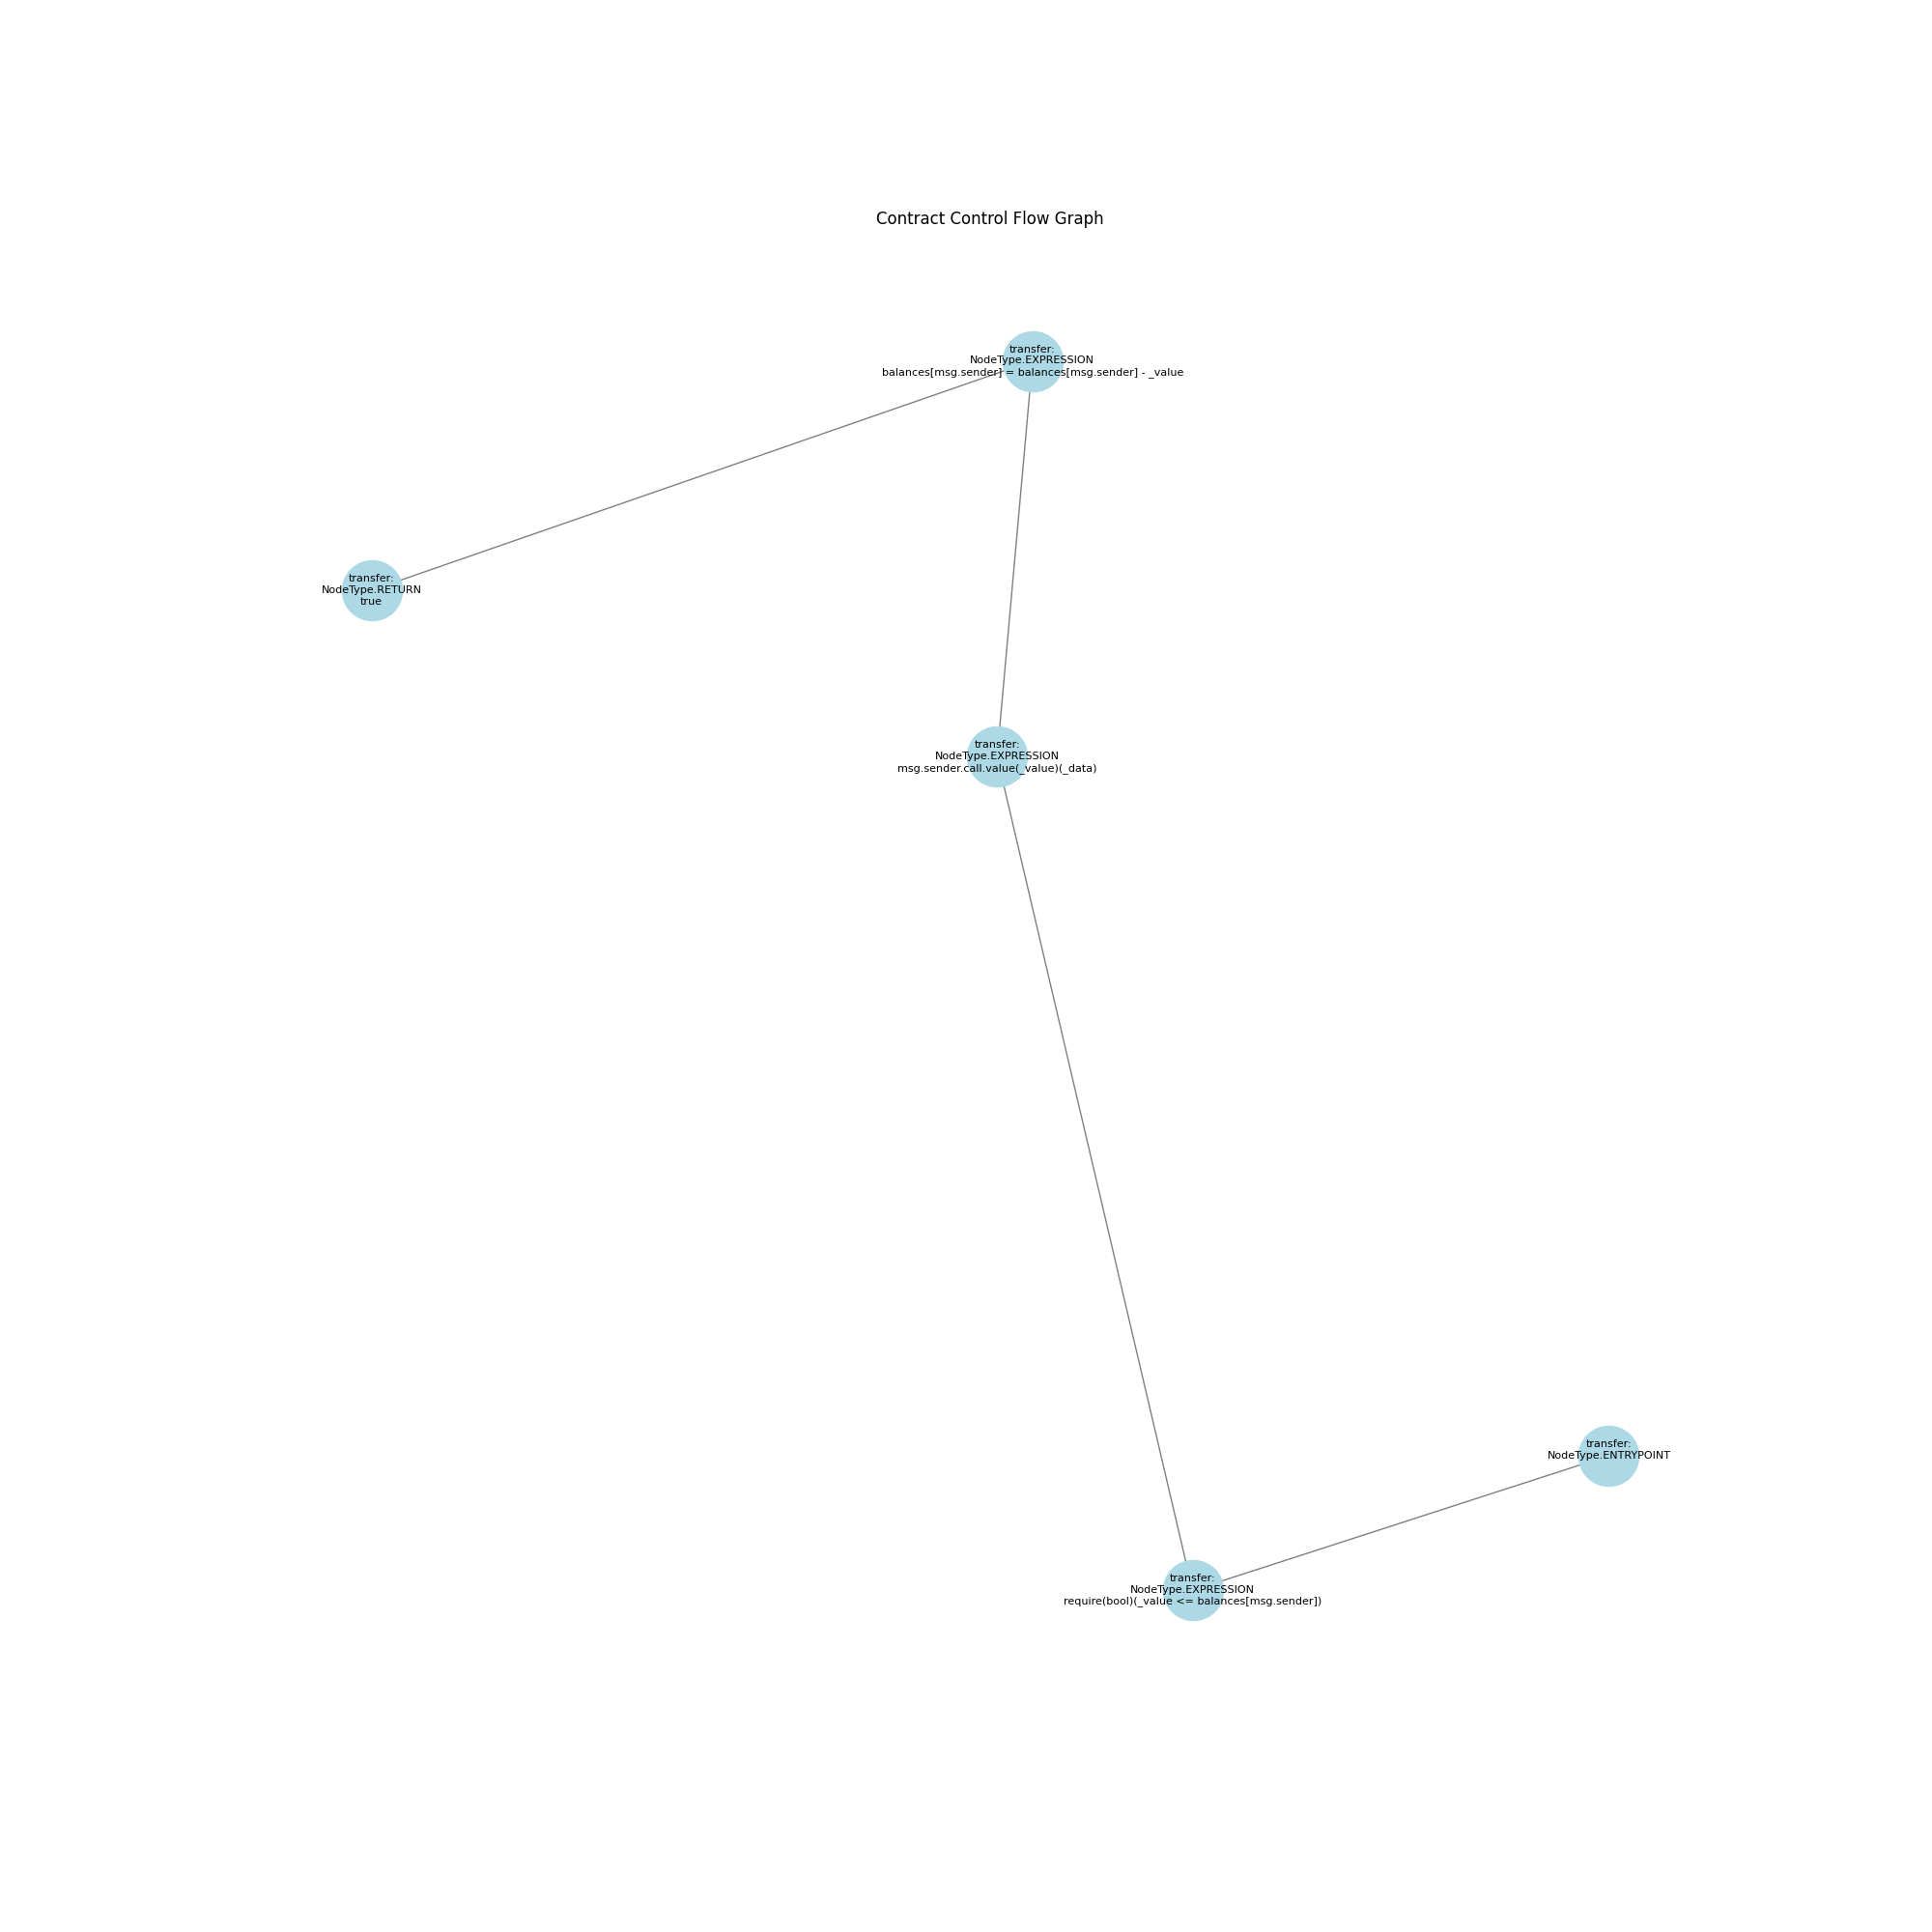 Contract Control Flow Graph
transfer:
NodeType.EXPRESSION
balances[msg.sender] = balances[msg.sender] - _value
transfer:
NodeType.RETURN
true
transfer:
NodeType.EXPRESSION
msg.sender.call.value(_value)(_data)
transfer:
NodeType.ENTRYPOINT
transfer:
NodeType.EXPRESSION
require(bool)(_value <= balances[msg.sender])